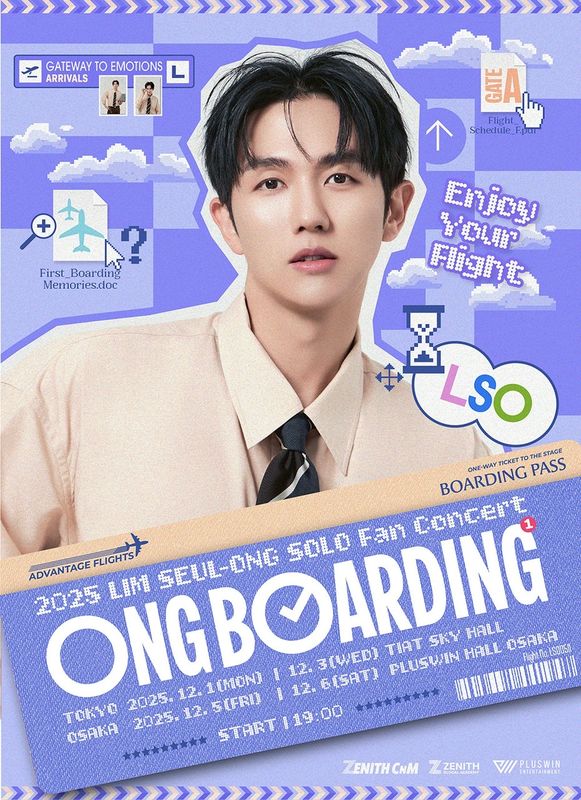 GATEWAY TO EMOTIONS
ARRIVALS
L
GATE A
Flight_
Schedule_F.pdf
Enjoy
Your
Flight
?
First_Boarding
Memories.doc
LSO
ONE-WAY TICKET TO THE STAGE
BOARDING PASS
ADVANTAGE FLIGHTS
2025 LIM SEUL-ONG SOLO Fan Concert
1
ONGBOARDING
TOKYO 2025. 12. 1(MON) | 12. 3(WED) TIAT SKY HALL
OSAKA 2025. 12. 5(FRI) | 12. 6(SAT) PLUSWIN HALL OSAKA
START | 19:00
ZENITH CNM
ZENITH
PLUSWIN
ENTERTAINMENT